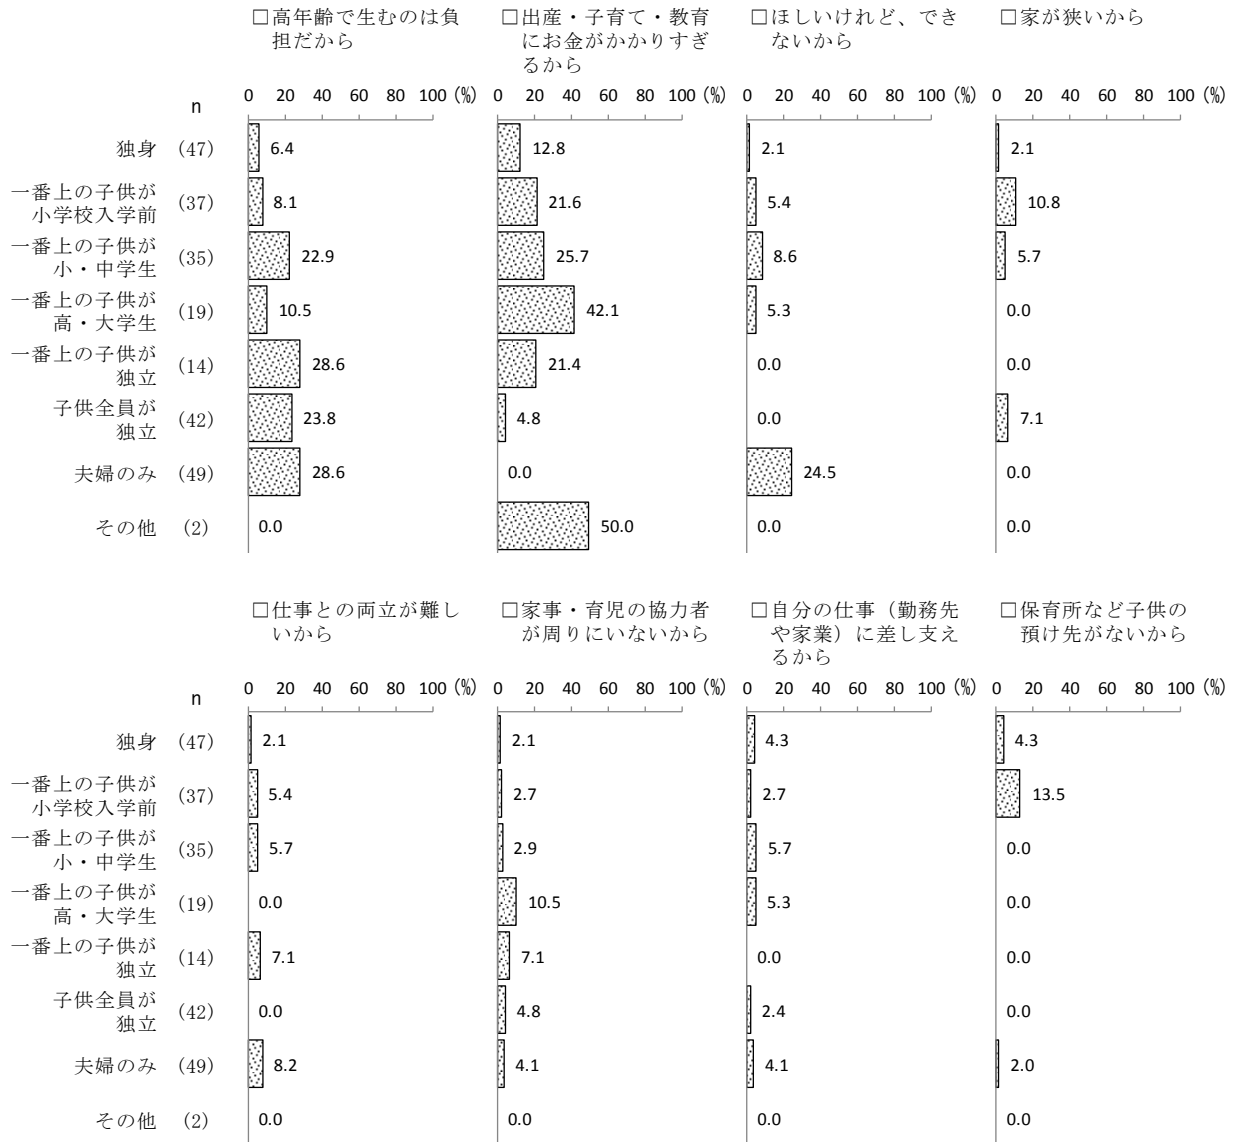 □高年齢で生むのは負
担だから
□出産・子育て・教育
にお金がかかりすぎ
るから
□ほしいけれど、でき
ないから
□家が狭いから
n
0 20 40 60 80 100 (%)
0 20 40 60 80 100 (%)
0 20 40 60 80 100 (%)
0 20 40 60 80 100 (%)
独身 (47) 6.4 12.8 2.1 2.1
一番上の子供が
小学校入学前 (37) 8.1 21.6 5.4 10.8
一番上の子供が
小・中学生 (35) 22.9 25.7 8.6 5.7
一番上の子供が
高・大学生 (19) 10.5 42.1 5.3 0.0
一番上の子供が
独立 (14) 28.6 21.4 0.0 0.0
子供全員が
独立 (42) 23.8 4.8 0.0 7.1
夫婦のみ (49) 28.6 0.0 24.5 0.0
その他 (2) 0.0 50.0 0.0 0.0
□仕事との両立が難し
いから
□家事・育児の協力者
が周りにいないから
□自分の仕事（勤務先
や家業）に差し支え
るから
□保育所など子供の
預け先がないから
n
0 20 40 60 80 100 (%)
0 20 40 60 80 100 (%)
0 20 40 60 80 100 (%)
0 20 40 60 80 100 (%)
独身 (47) 2.1 2.1 4.3 4.3
一番上の子供が
小学校入学前 (37) 5.4 2.7 2.7 13.5
一番上の子供が
小・中学生 (35) 5.7 2.9 5.7 0.0
一番上の子供が
高・大学生 (19) 0.0 10.5 5.3 0.0
一番上の子供が
独立 (14) 7.1 7.1 0.0 0.0
子供全員が
独立 (42) 0.0 4.8 2.4 0.0
夫婦のみ (49) 8.2 4.1 4.1 2.0
その他 (2) 0.0 0.0 0.0 0.0